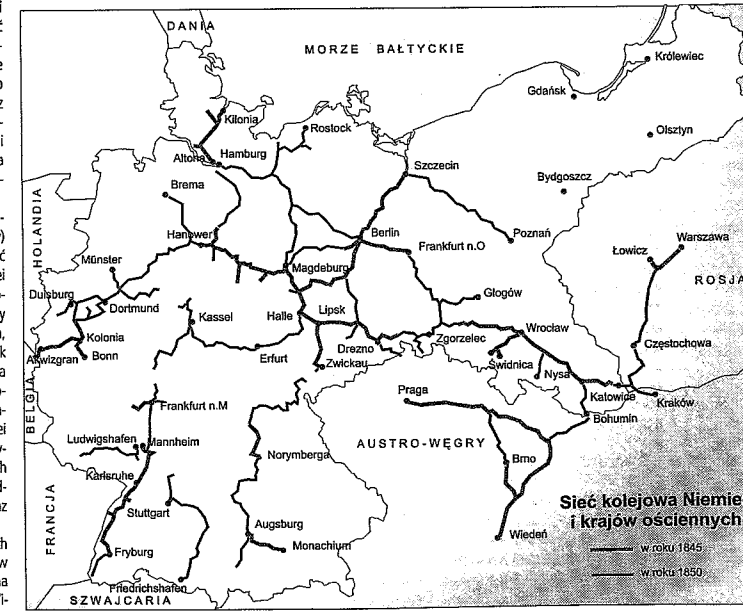 DANIA
MORZE BAŁTYCKIE
Królewiec
Gdańsk
Kilonia
Rostock
Olsztyn
Altona
Hamburg
Szczecin
Bydgoszcz
Brema
HOLANDIA
Hanower
Berlin
Poznań
Warszawa
Łowicz
Münster
Frankfurt n.O
Magdeburg
ROSJA
Duisburg
Dortmund
Głogów
Kassel
Halle
Lipsk
Kolonia
Zgorzelec
Wrocław
Częstochowa
Akwizgran
Bonn
Erfurt
Drezno
Zwickau
Świdnica
Nysa
BELGIA
Praga
Katowice
Kraków
Frankfurt n.M
Bohumin
Ludwigshafen
Mannheim
AUSTRO-WĘGRY
Norymberga
Brno
Karlsruhe
Sieć kolejowa Niemie
i krajów ościennych
FRANCJA
Stuttgart
Augsburg
Wiedeń
w roku 1845
Fryburg
Monachium
w roku 1850
Friedrichshafen
SZWAJCARIA